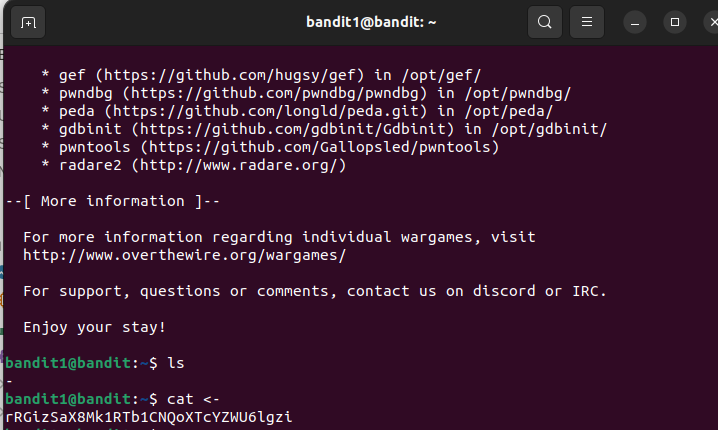 bandit1@bandit: ~
* gef (https://github.com/hugsy/gef) in /opt/gef/
* pwndbg (https://github.com/pwndbg/pwndbg) in /opt/pwndbg/
* peda (https://github.com/longld/peda.git) in /opt/peda/
* gdbinit (https://github.com/gdbinit/Gdbinit) in /opt/gdbinit/
* pwntools (https://github.com/Gallopsled/pwntools)
* radare2 (http://www.radare.org/)
--[ More information ]--
For more information regarding individual wargames, visit
http://www.overthewire.org/wargames/
For support, questions or comments, contact us on discord or IRC.
Enjoy your stay!
bandit1@bandit:~$ ls
-
bandit1@bandit:~$ cat <-
rRGizSaX8Mk1RTb1CNQoXTcYZWU6lgzi